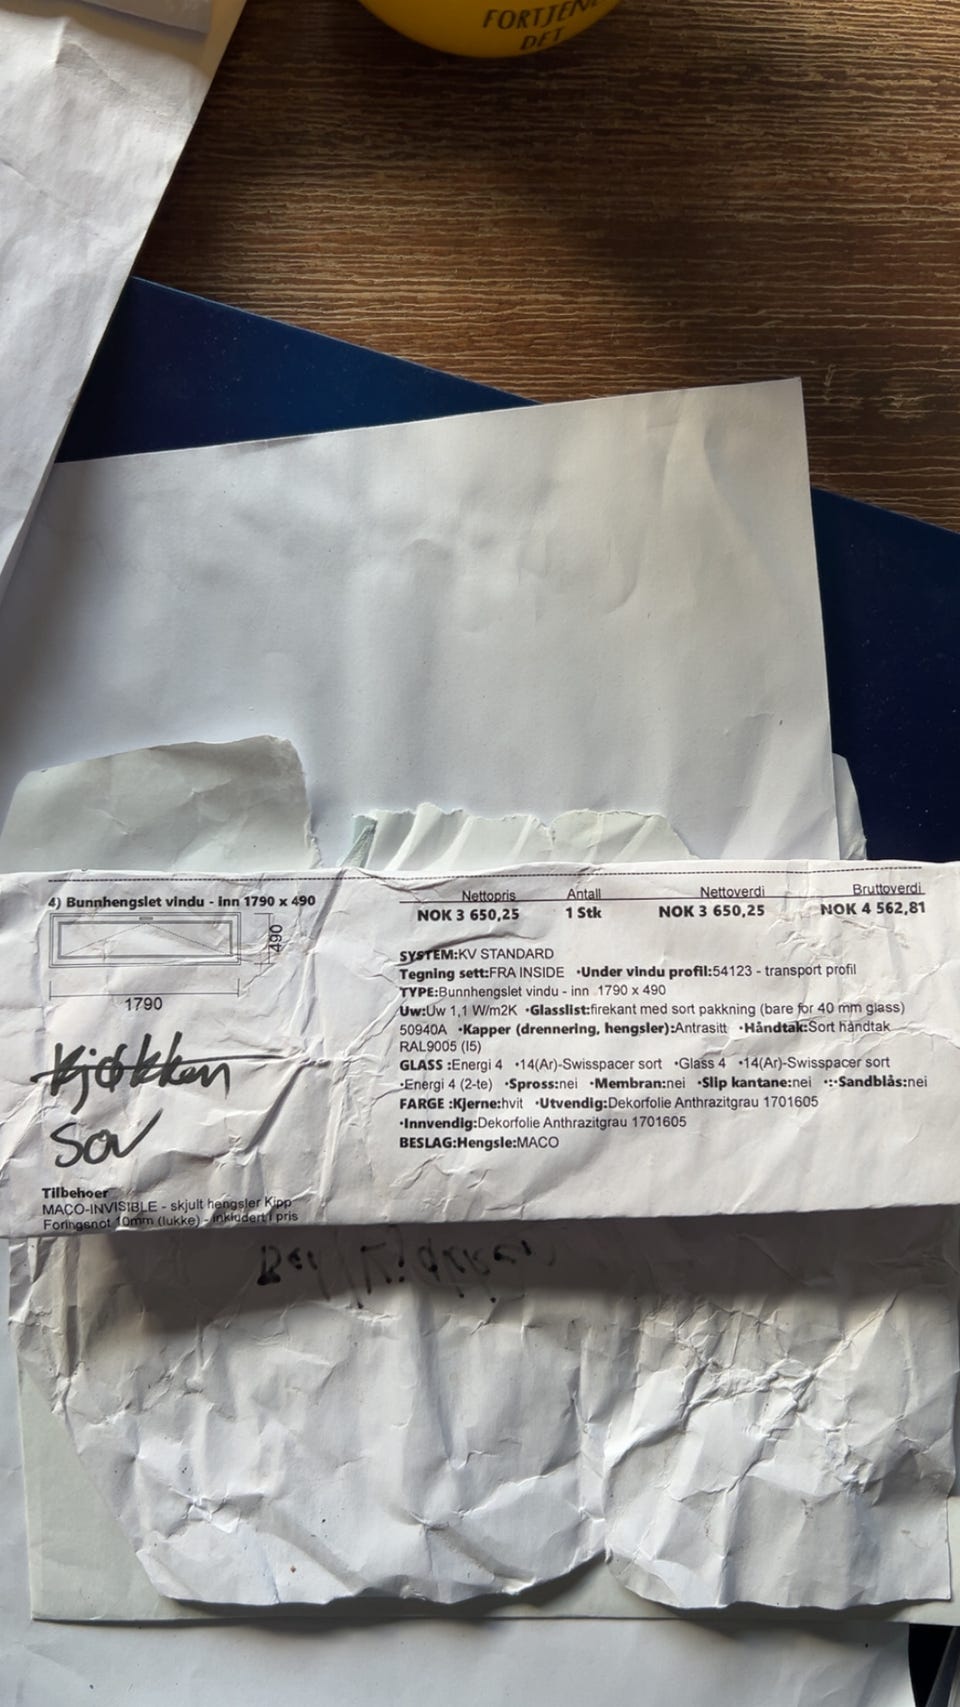 FORTJEN
DET
4) Bunnhengslet vindu - inn 1790 x 490
490
1790
Kjøkken
Sov
Tilbehoer
MACO-INVISIBLE - skjult hengsler Kipp
Foringsnot 10mm (lukke) - inkludert i pris
Nettopris Antall Nettoverdi Bruttoverdi
NOK 3 650,25 1 Stk NOK 3 650,25 NOK 4 562,81
SYSTEM:KV STANDARD
Tegning sett:FRA INSIDE •Under vindu profil:54123 - transport profil
TYPE:Bunnhengslet vindu - inn 1790 x 490
Uw:Uw 1,1 W/m2K •Glasslist:firekant med sort pakkning (bare for 40 mm glass)
50940A •Kapper (drennering, hengsler):Antrasitt •Håndtak:Sort håndtak
RAL9005 (I5)
GLASS :Energi 4 •14(Ar)-Swisspacer sort •Glass 4 •14(Ar)-Swisspacer sort
•Energi 4 (2-te) •Spross:nei •Membran:nei •Slip kantane:nei •:·Sandblås:nei
FARGE :Kjerne:hvit •Utvendig:Dekorfolie Anthrazitgrau 1701605
•Innvendig:Dekorfolie Anthrazitgrau 1701605
BESLAG:Hengsle:MACO